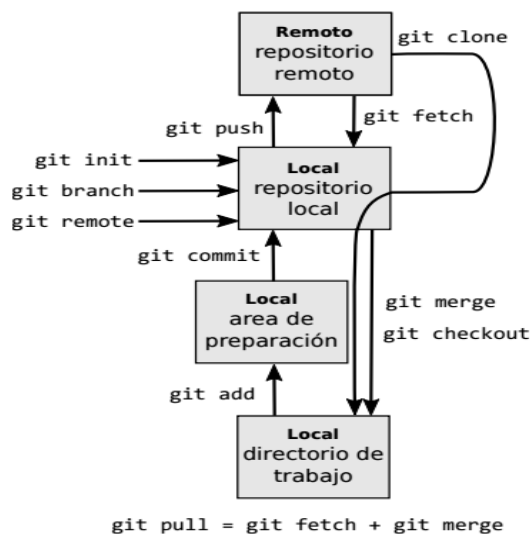 Remoto
repositorio
remoto
git clone
git push
git fetch
git init
git branch
git remote
Local
repositorio
local
git commit
git merge
git checkout
Local
area de
preparación
git add
Local
directorio de
trabajo
git pull = git fetch + git merge